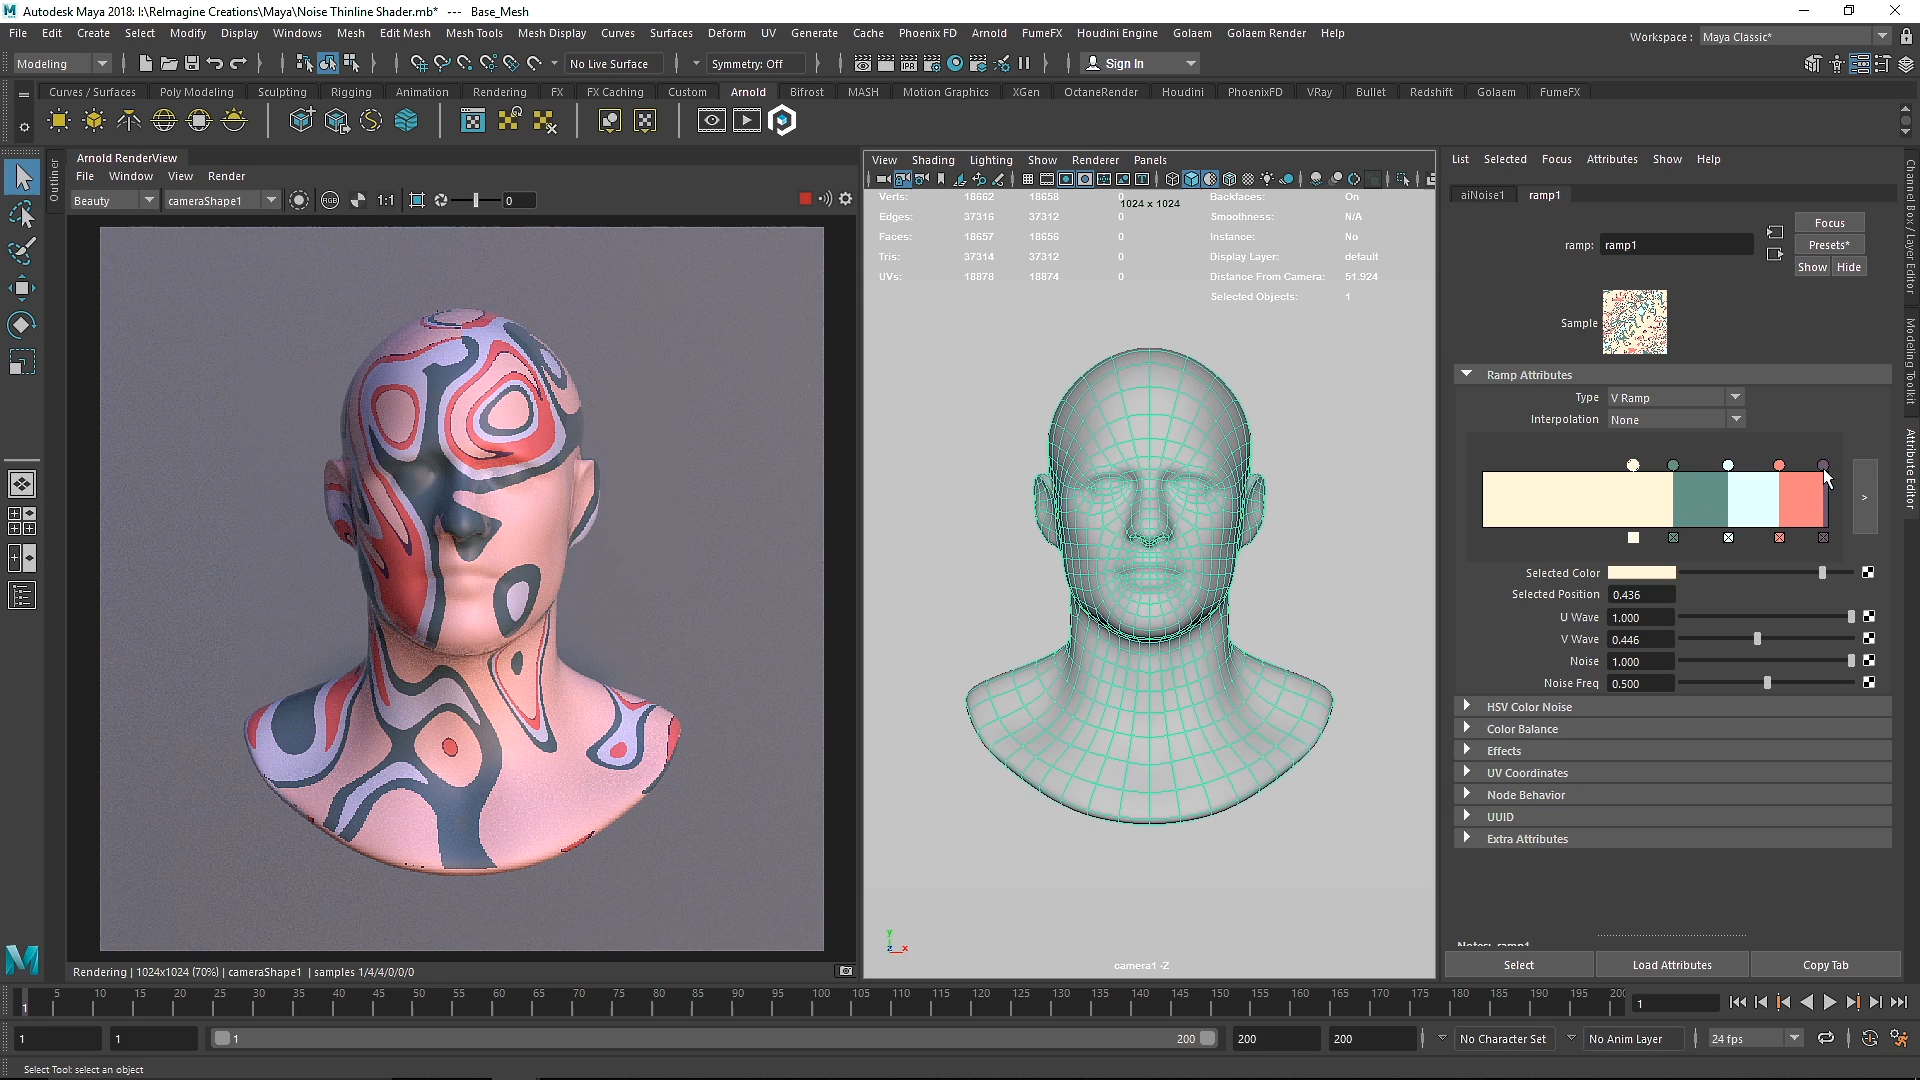 Autodesk Maya 2018: I:\ReImagine Creations\Maya\Noise Thinline Shader.mb* --- Base_Mesh
File Edit Create Select Modify Display Windows Mesh Edit Mesh Mesh Tools Mesh Display Curves Surfaces Deform UV Generate Cache Phoenix FD Arnold FumeFX Houdini Engine Golaem Golaem Render Help
Workspace : Maya Classic*
Modeling No Live Surface Symmetry: Off Sign In
Curves / Surfaces Poly Modeling Sculpting Rigging Animation Rendering FX FX Caching Custom Arnold Bifrost MASH Motion Graphics XGen OctaneRender Houdini PhoenixFD VRay Bullet Redshift Golaem FumeFX
Outliner
Arnold RenderView
File Window View Render
Beauty cameraShape1 RGB 1:1 0
Rendering | 1024x1024 (70%) | cameraShape1 | samples 1/4/4/0/0/0
View Shading Lighting Show Renderer Panels
Verts: 18662 18658 0
Edges: 37316 37312 0
Faces: 18657 18656 0
Tris: 37314 37312 0
UVs: 18878 18874 0
1024 x 1024
Backfaces: On
Smoothness: N/A
Instance: No
Display Layer: default
Distance From Camera: 51.924
Selected Objects: 1
y
z x
camera1 -Z
List Selected Focus Attributes Show Help
aiNoise1 ramp1
ramp: ramp1
Focus
Presets*
Show Hide
Sample
Ramp Attributes
Type V Ramp
Interpolation None
>
Selected Color
Selected Position 0.436
U Wave 1.000
V Wave 0.446
Noise 1.000
Noise Freq 0.500
HSV Color Noise
Color Balance
Effects
UV Coordinates
Node Behavior
UUID
Extra Attributes
Notes: ramp1
Select Load Attributes Copy Tab
Channel Box / Layer Editor
Modeling Toolkit
Attribute Editor
1 5 10 15 20 25 30 35 40 45 50 55 60 65 70 75 80 85 90 95 100 105 110 115 120 125 130 135 140 145 150 155 160 165 170 175 180 185 190 195 200
1
1 1 1 200 200 200 No Character Set No Anim Layer 24 fps
Select Tool: select an object